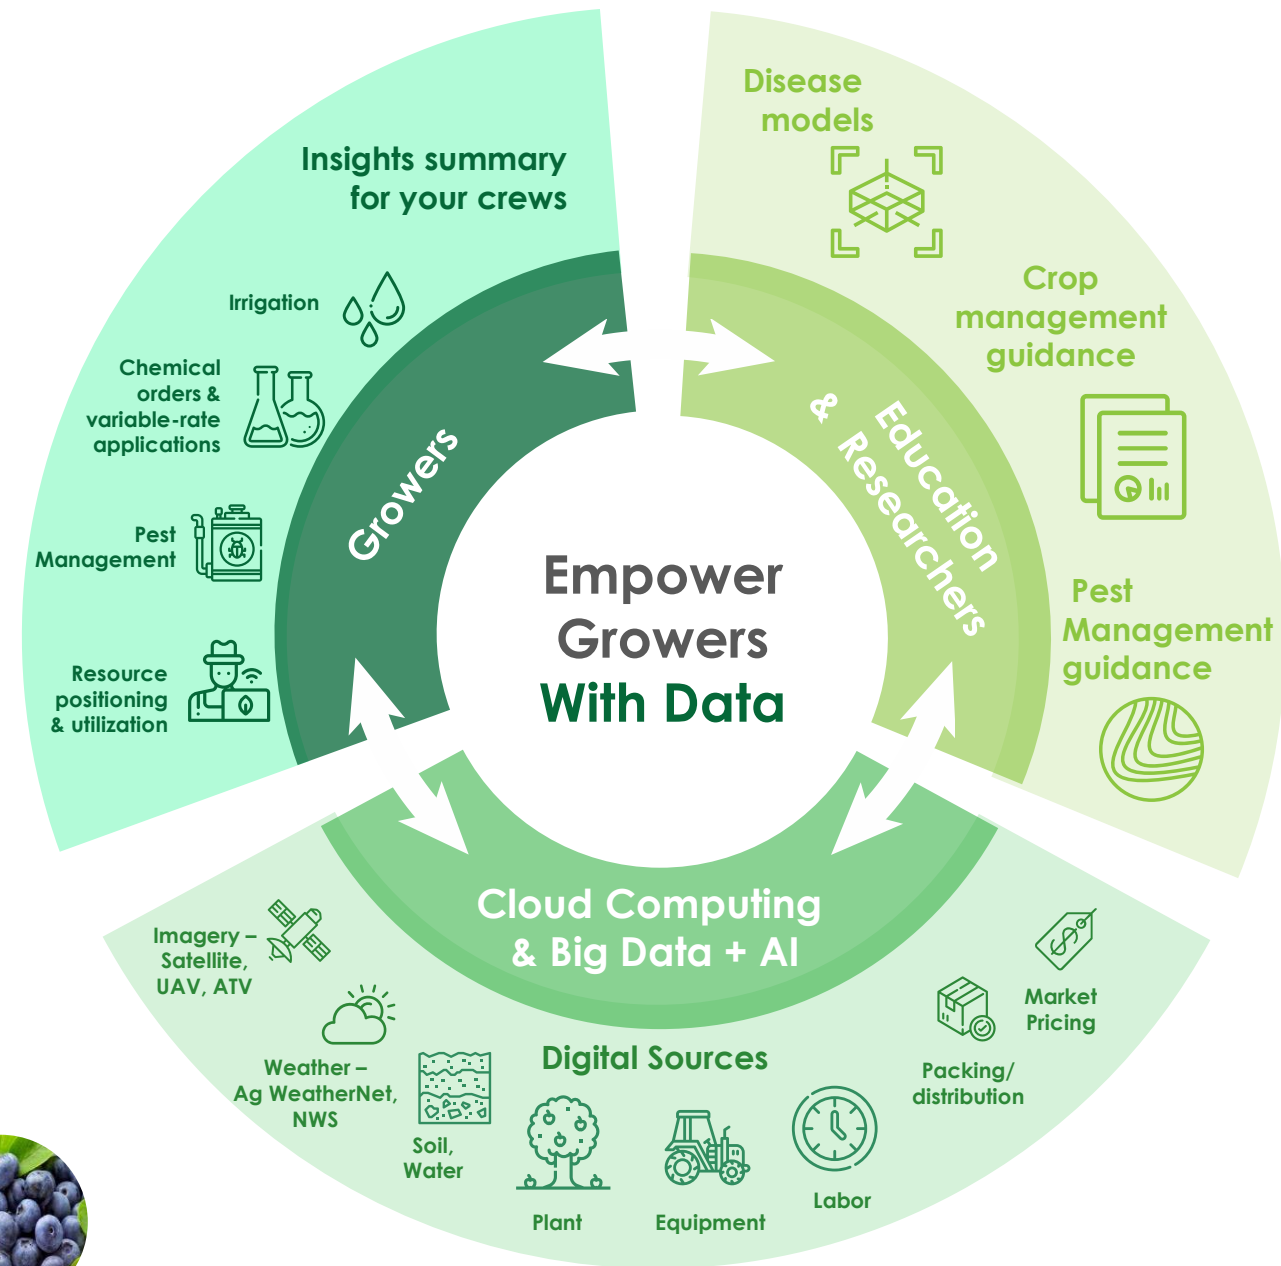 Insights summary
for your crews
Irrigation
Chemical
orders &
variable-rate
applications
Pest
Management
Resource
positioning
& utilization
Growers
Disease
models
Crop
management
guidance
Pest
Management
guidance
Education
& Researchers
Empower
Growers
With Data
Cloud Computing
& Big Data + AI
Digital Sources
Imagery –
Satellite,
UAV, ATV
Weather –
Ag WeatherNet,
NWS
Soil,
Water
Plant
Equipment
Labor
Packing/
distribution
Market
Pricing